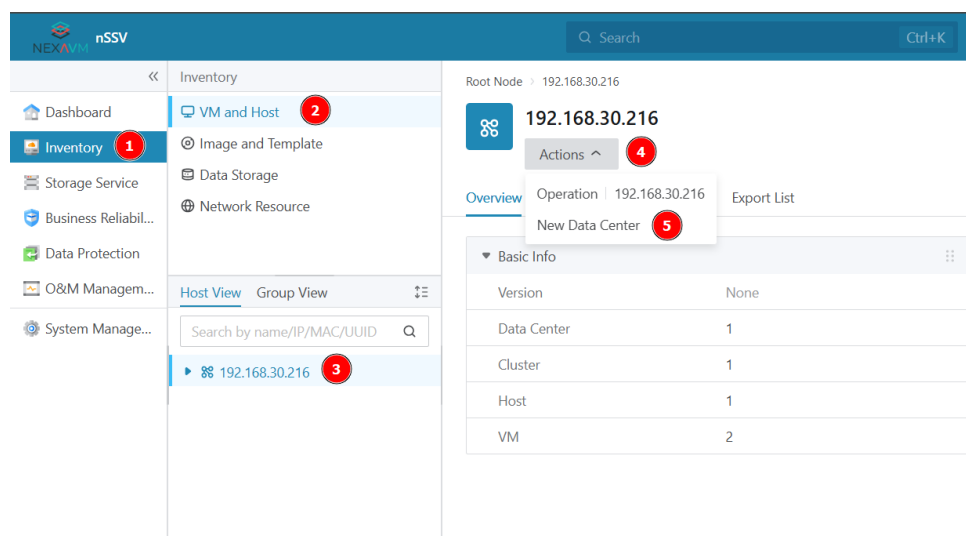 NEXAVM nSSV
Search Ctrl+K
«
Dashboard
Inventory 1
Storage Service
Business Reliabil...
Data Protection
O&M Managem...
System Manage...
Inventory
VM and Host 2
Image and Template
Data Storage
Network Resource
Host View Group View
Search by name/IP/MAC/UUID
192.168.30.216 3
Root Node > 192.168.30.216
192.168.30.216
Actions 4
Operation | 192.168.30.216
New Data Center 5
Overview Export List
Basic Info
Version None
Data Center 1
Cluster 1
Host 1
VM 2